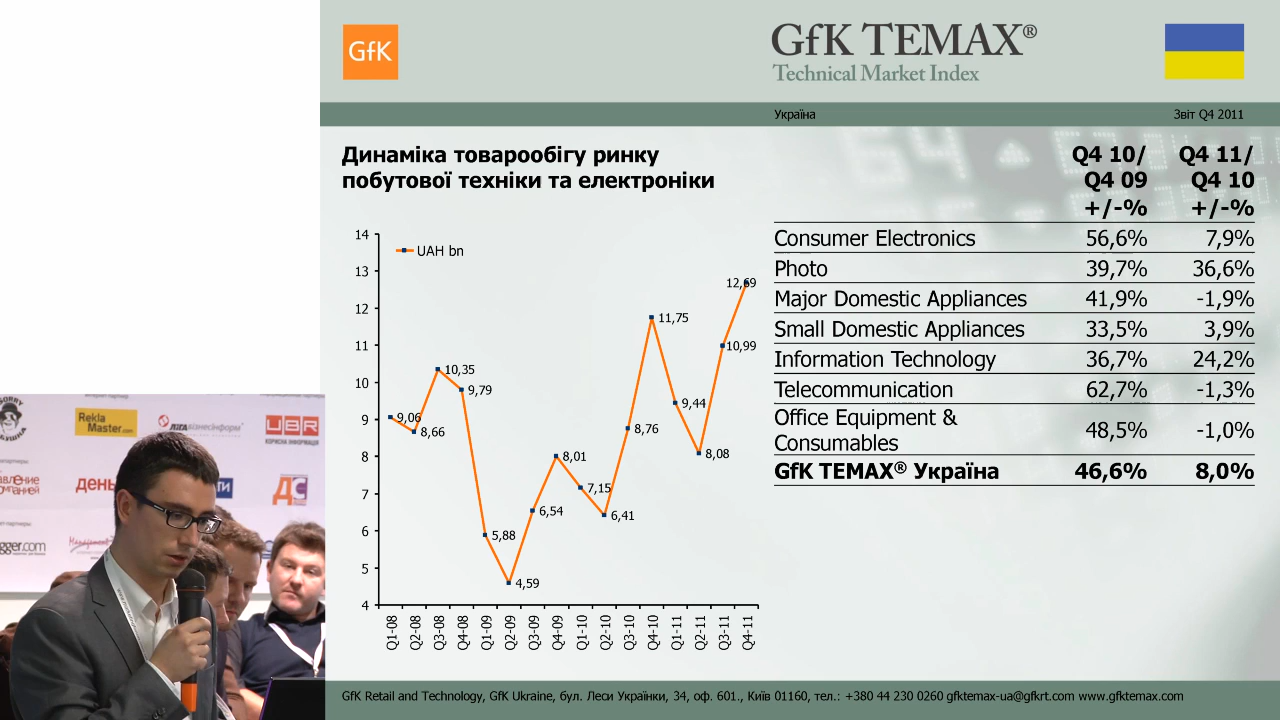 GfK
GfK TEMAX®
Technical Market Index
Україна
Звіт Q4 2011
Динаміка товарообігу ринку
побутової техніки та електроніки
UAH bn
14
13
12
11
10
9
8
7
6
5
4
9,06
8,66
10,35
9,79
5,88
4,59
6,54
8,01
7,15
6,41
8,76
11,75
9,44
8,08
10,99
12,69
Q1-08
Q2-08
Q3-08
Q4-08
Q1-09
Q2-09
Q3-09
Q4-09
Q1-10
Q2-10
Q3-10
Q4-10
Q1-11
Q2-11
Q3-11
Q4-11
Q4 10/ Q4 11/
Q4 09 Q4 10
+/-% +/-%
Consumer Electronics 56,6% 7,9%
Photo 39,7% 36,6%
Major Domestic Appliances 41,9% -1,9%
Small Domestic Appliances 33,5% 3,9%
Information Technology 36,7% 24,2%
Telecommunication 62,7% -1,3%
Office Equipment &
Consumables 48,5% -1,0%
GfK TEMAX® Україна 46,6% 8,0%
GfK Retail and Technology, GfK Ukraine, бул. Леси Українки, 34, оф. 601., Київ 01160, тел.: +380 44 230 0260 gfktemax-ua@gfkrt.com www.gfktemax.com
SORRY
Rekla
Master.com
ЛІГАбізнесінформ
UBR
КОРИСНА ІНФОРМАЦІЯ
день
ДС